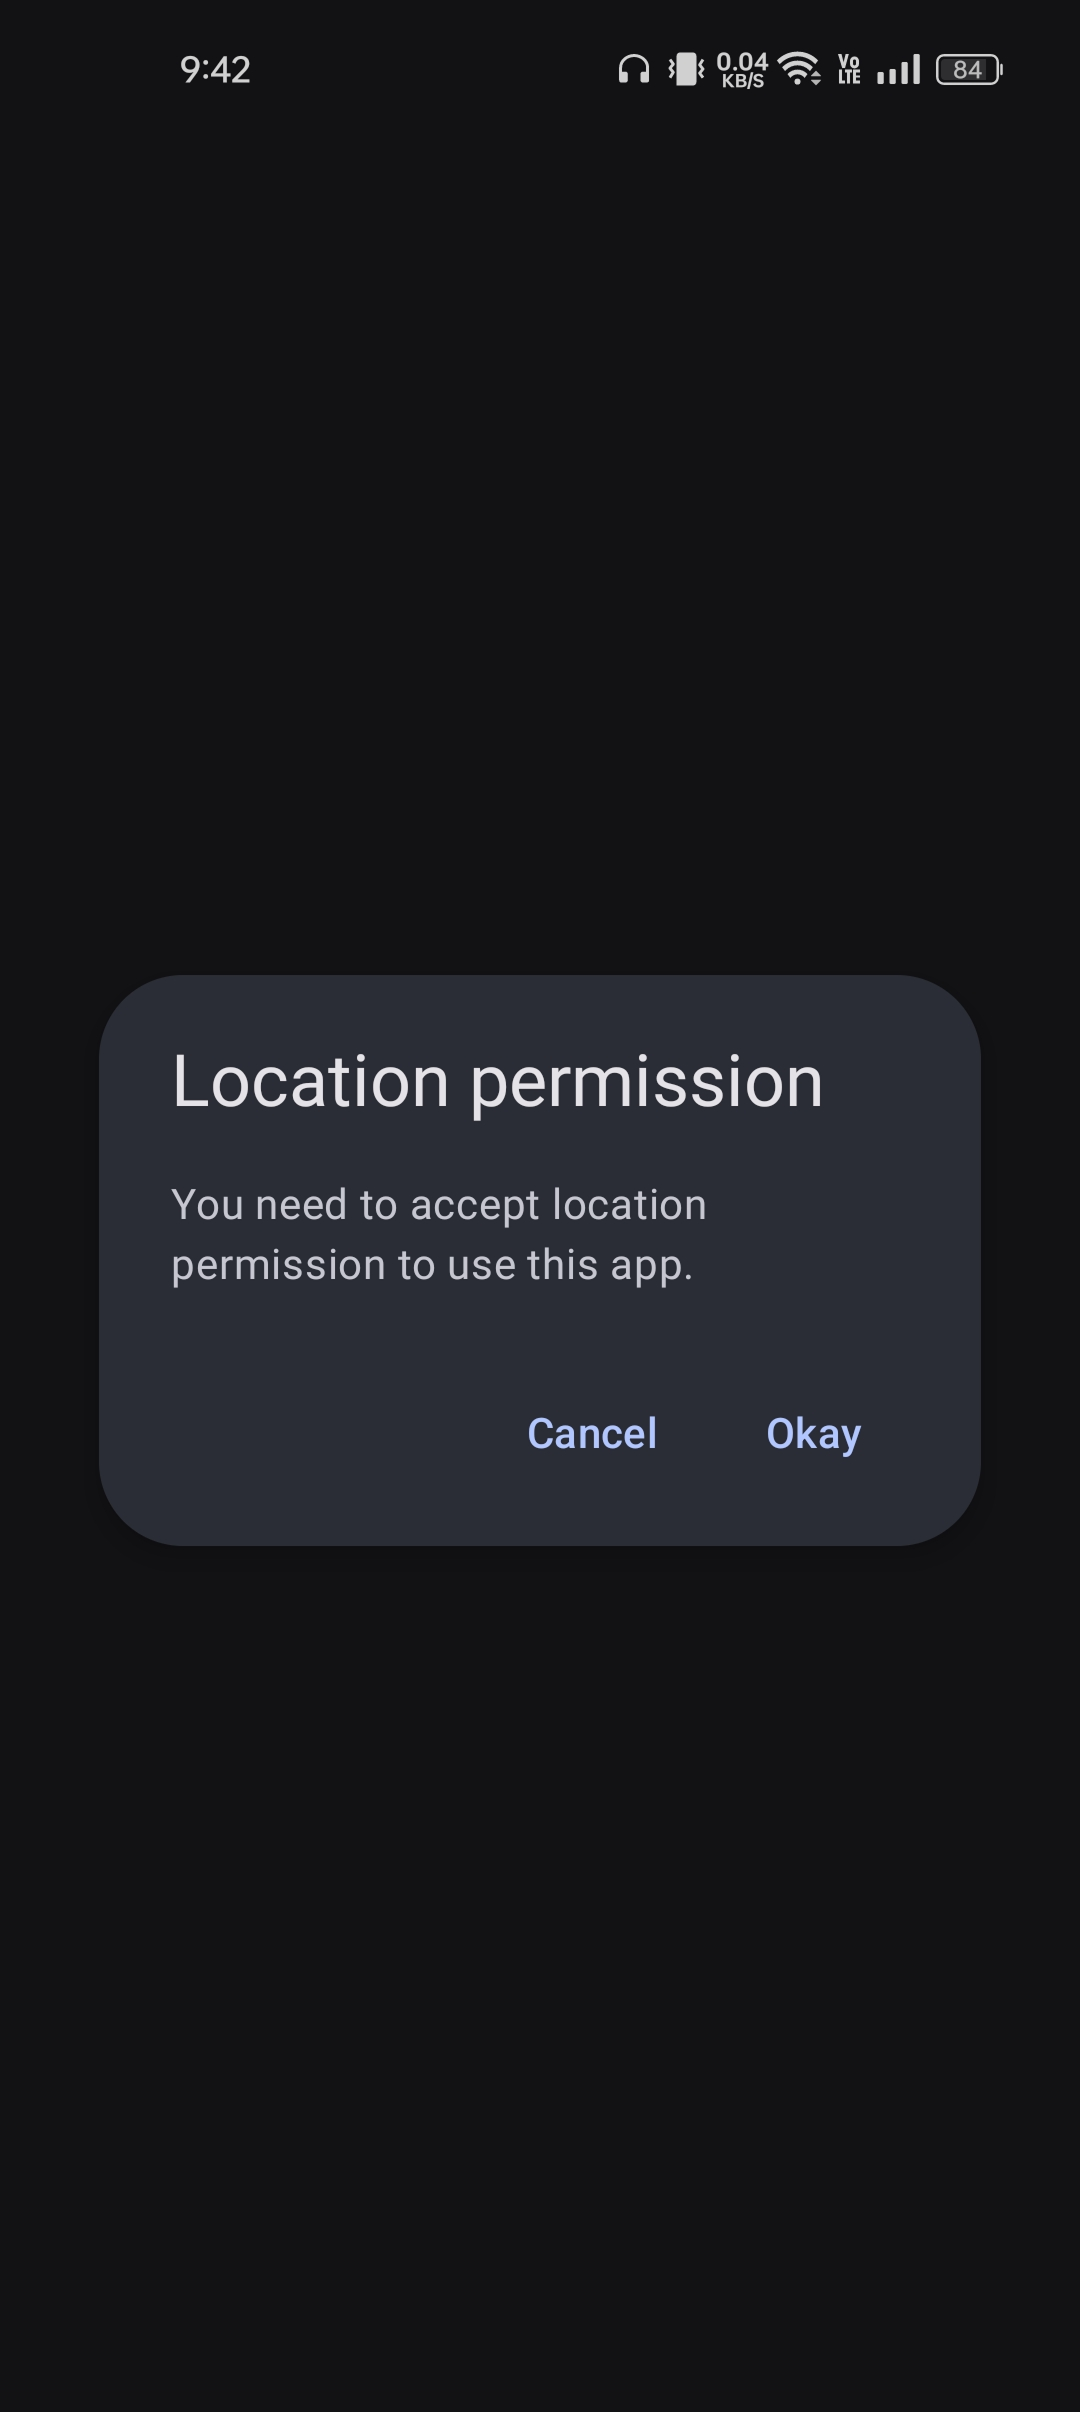 9:42
0.04
KB/S
Vo
LTE
84
Location permission
You need to accept location
permission to use this app.
Cancel Okay